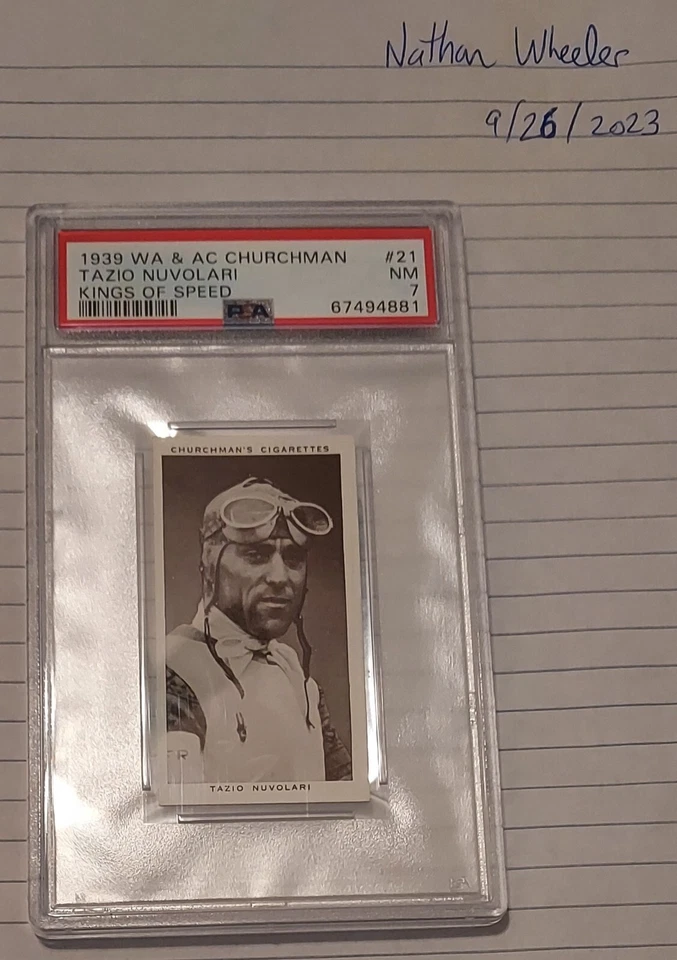 Nathan Wheeler
9/26/2023
1939 WA & AC CHURCHMAN #21
TAZIO NUVOLARI NM
KINGS OF SPEED 7
PSA 67494881
CHURCHMAN'S CIGARETTES
FR
TAZIO NUVOLARI